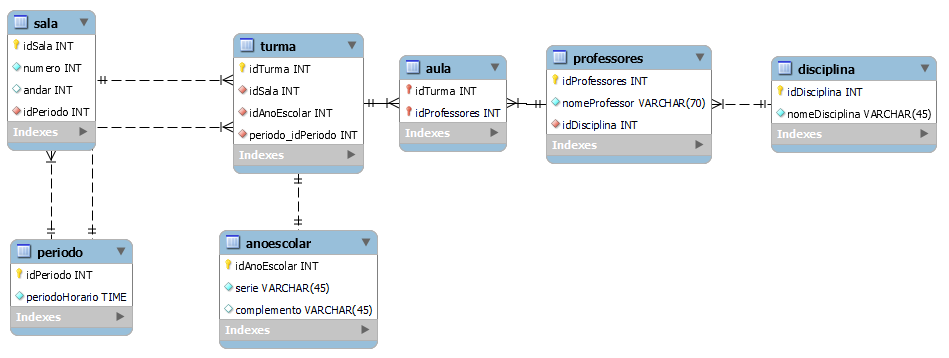 sala
idSala INT
numero INT
andar INT
idPeriodo INT
Indexes
turma
idTurma INT
idSala INT
idAnoEscolar INT
periodo_idPeriodo INT
Indexes
aula
idTurma INT
idProfessores INT
Indexes
professores
idProfessores INT
nomeProfessor VARCHAR(70)
idDisciplina INT
Indexes
disciplina
idDisciplina INT
nomeDisciplina VARCHAR(45)
Indexes
periodo
idPeriodo INT
periodoHorario TIME
Indexes
anoescolar
idAnoEscolar INT
serie VARCHAR(45)
complemento VARCHAR(45)
Indexes